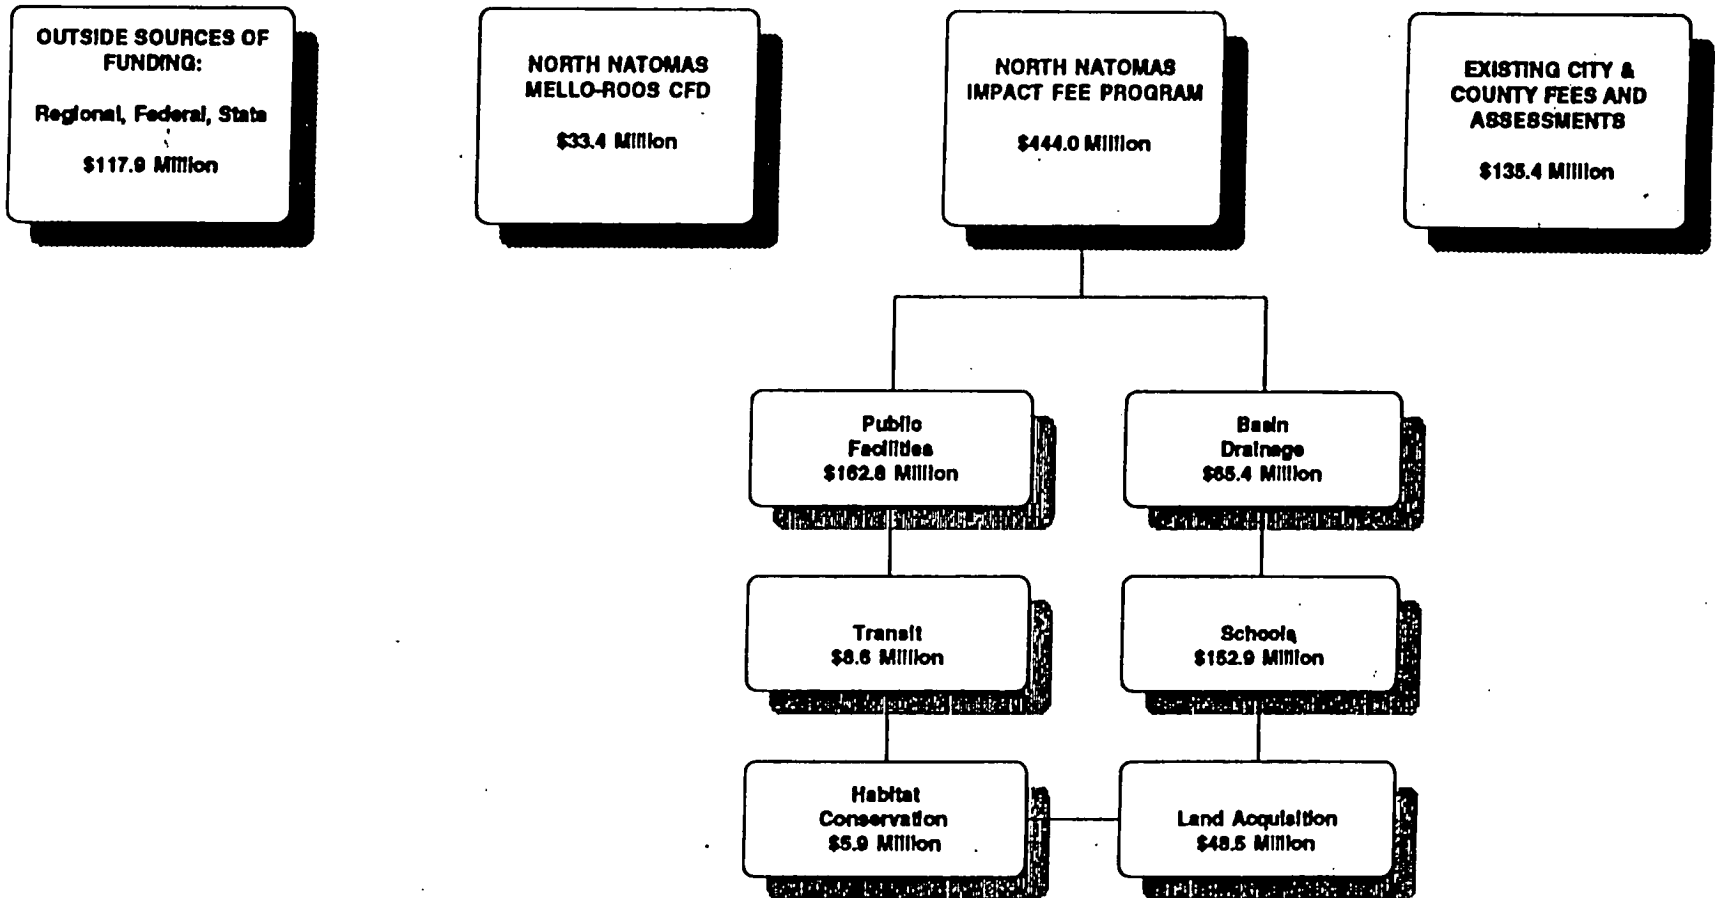 OUTSIDE SOURCES OF
FUNDING:
Regional, Federal, State
$117.9 Million
NORTH NATOMAS
MELLO-ROOS CFD
$33.4 Million
NORTH NATOMAS
IMPACT FEE PROGRAM
$444.0 Million
EXISTING CITY &
COUNTY FEES AND
ASSESSMENTS
$135.4 Million
Public
Facilities
$162.8 Million
Basin
Drainage
$65.4 Million
Transit
$8.6 Million
Schools
$152.9 Million
Habitat
Conservation
$5.9 Million
Land Acquisition
$48.5 Million